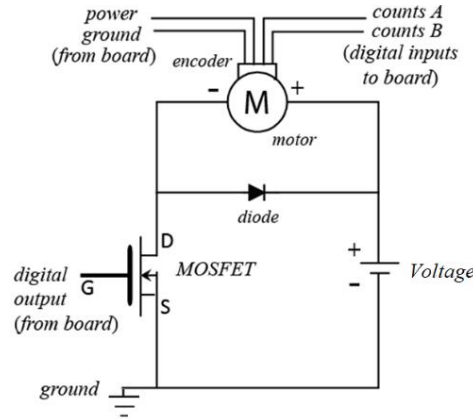 power
ground
(from board)
counts A
counts B
(digital inputs
to board)
encoder
- M +
motor
diode
D
MOSFET
G
S
digital
output
(from board)
+
Voltage
-
ground